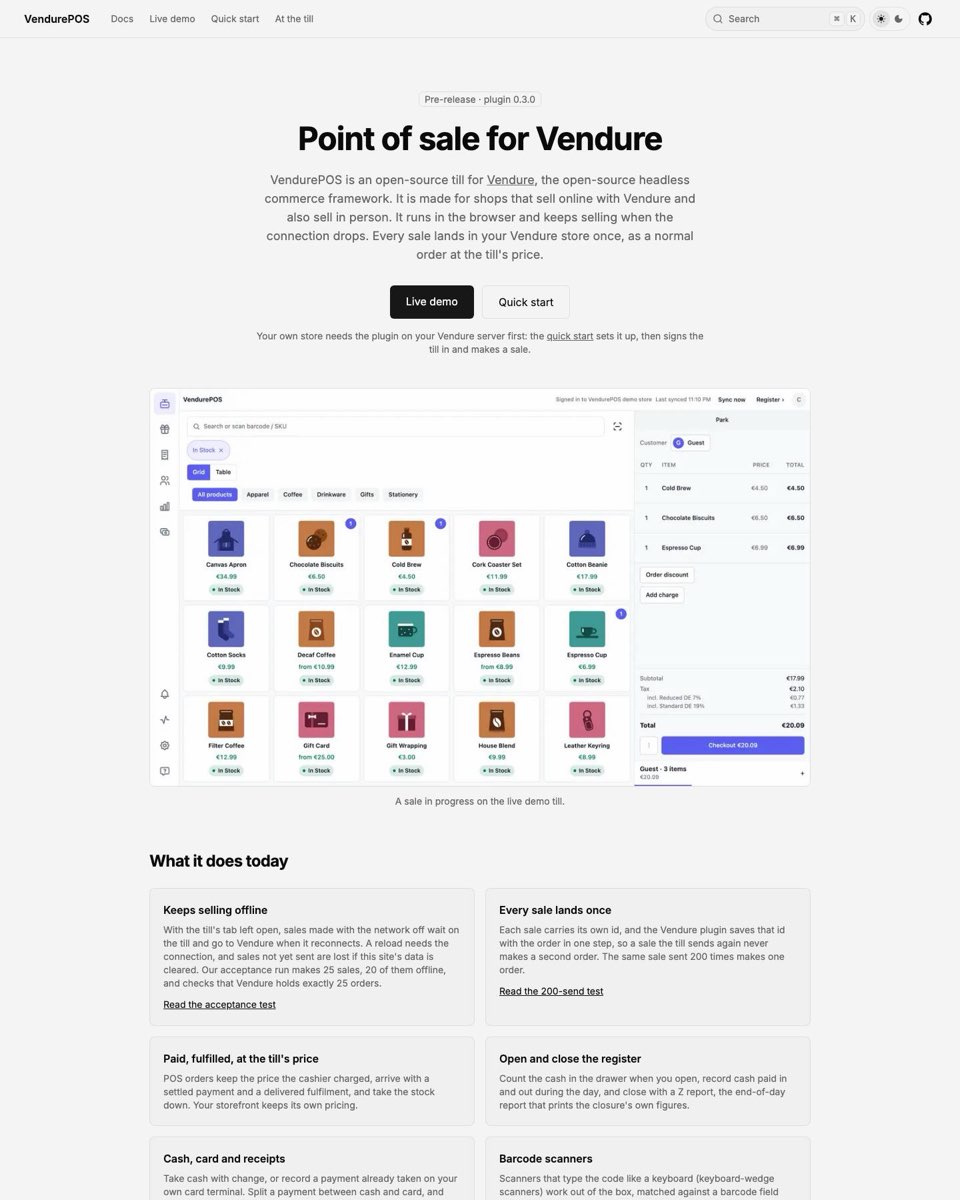 VendurePOS Docs Live demo Quick start At the till Search ⌘ K
Pre-release · plugin 0.3.0
Point of sale for Vendure
VendurePOS is an open-source till for Vendure, the open-source headless
commerce framework. It is made for shops that sell online with Vendure and
also sell in person. It runs in the browser and keeps selling when the
connection drops. Every sale lands in your Vendure store once, as a normal
order at the till's price.
Live demo Quick start
Your own store needs the plugin on your Vendure server first: the quick start sets it up, then signs the
till in and makes a sale.
VendurePOS Signed in to VendurePOS demo store Last synced 11:10 PM Sync now Register › C
Search or scan barcode / SKU
In Stock ×
Grid Table
All products Apparel Coffee Drinkware Gifts Stationery
1 1
Canvas Apron Chocolate Biscuits Cold Brew Cork Coaster Set Cotton Beanie
€34.99 €6.50 €4.50 €11.99 €17.99
In Stock In Stock In Stock In Stock In Stock
1
Cotton Socks Decaf Coffee Enamel Cup Espresso Beans Espresso Cup
€9.99 from €10.99 €12.99 from €8.99 €6.99
In Stock In Stock In Stock In Stock In Stock
Filter Coffee Gift Card Gift Wrapping House Blend Leather Keyring
€12.99 from €25.00 €3.00 €9.99 €8.99
In Stock In Stock In Stock In Stock In Stock
Park
Customer G Guest
QTY ITEM PRICE TOTAL
1 Cold Brew €4.50 €4.50
1 Chocolate Biscuits €6.50 €6.50
1 Espresso Cup €6.99 €6.99
Order discount
Add charge
Subtotal €17.99
Tax €2.10
incl. Reduced DE 7% €0.77
incl. Standard DE 19% €1.33
Total €20.09
Checkout €20.09
Guest · 3 items +
€20.09
A sale in progress on the live demo till.
What it does today
Keeps selling offline
With the till's tab left open, sales made with the network off wait on
the till and go to Vendure when it reconnects. A reload needs the
connection, and sales not yet sent are lost if this site's data is
cleared. Our acceptance run makes 25 sales, 20 of them offline,
and checks that Vendure holds exactly 25 orders.
Read the acceptance test
Every sale lands once
Each sale carries its own id, and the Vendure plugin saves that id
with the order in one step, so a sale the till sends again never
makes a second order. The same sale sent 200 times makes one
order.
Read the 200-send test
Paid, fulfilled, at the till's price
POS orders keep the price the cashier charged, arrive with a
settled payment and a delivered fulfilment, and take the stock
down. Your storefront keeps its own pricing.
Open and close the register
Count the cash in the drawer when you open, record cash paid in
and out during the day, and close with a Z report, the end-of-day
report that prints the closure's own figures.
Cash, card and receipts
Take cash with change, or record a payment already taken on your
own card terminal. Split a payment between cash and card, and
Barcode scanners
Scanners that type the code like a keyboard (keyboard-wedge
scanners) work out of the box, matched against a barcode field